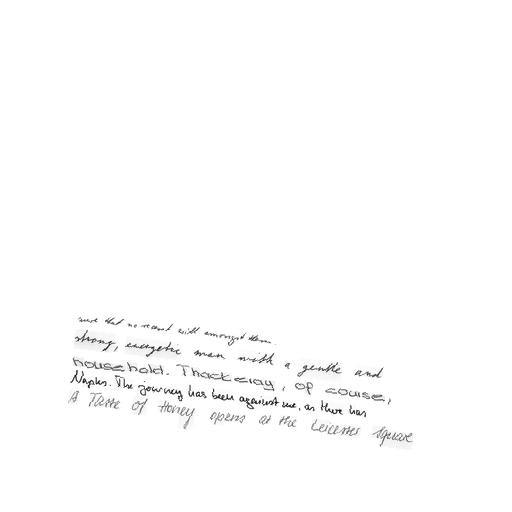 sure that no record exist amongst them.
strong, energetic man with a gentle and
household. Thackeray, of course,
Naples. The journey has been against me, as there has
A Taste of Honey opens at the Leicester Square